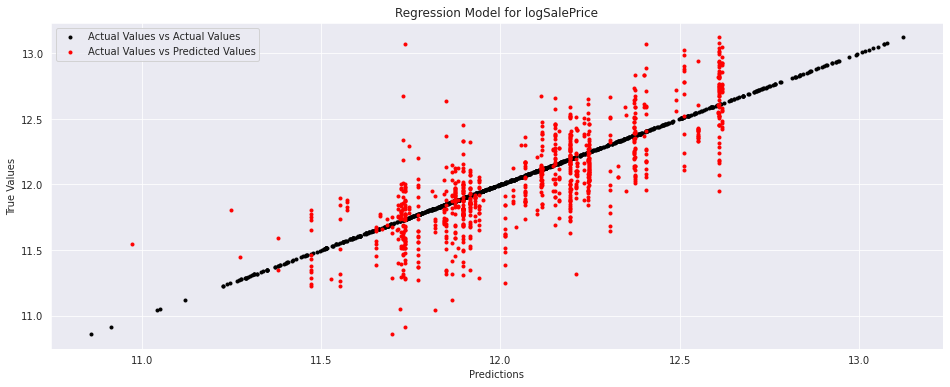 Regression Model for logSalePrice
Actual Values vs Actual Values
Actual Values vs Predicted Values
True Values
13.0
12.5
12.0
11.5
11.0
11.0 11.5 12.0 12.5 13.0
Predictions